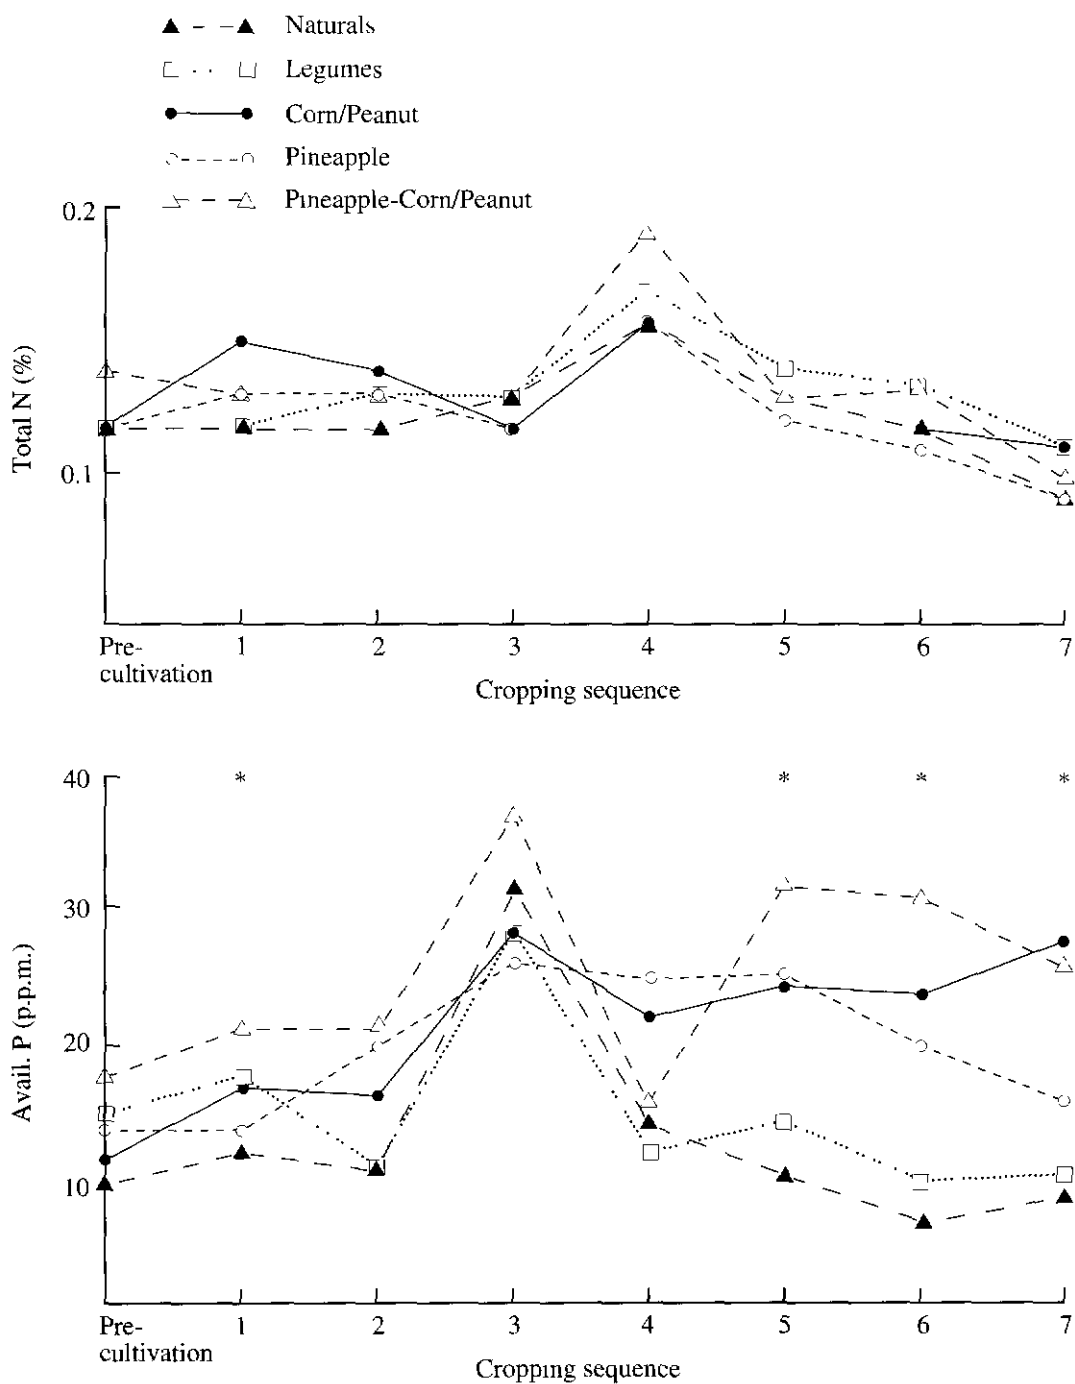 Naturals
Legumes
Corn/Peanut
Pineapple
Pineapple-Corn/Peanut
0.2
Total N (%)
0.1
Pre-
cultivation
1 2 3 4 5 6 7
Cropping sequence
40 * * * *
30
Avail. P (p.p.m.)
20
10
Pre-
cultivation
1 2 3 4 5 6 7
Cropping sequence